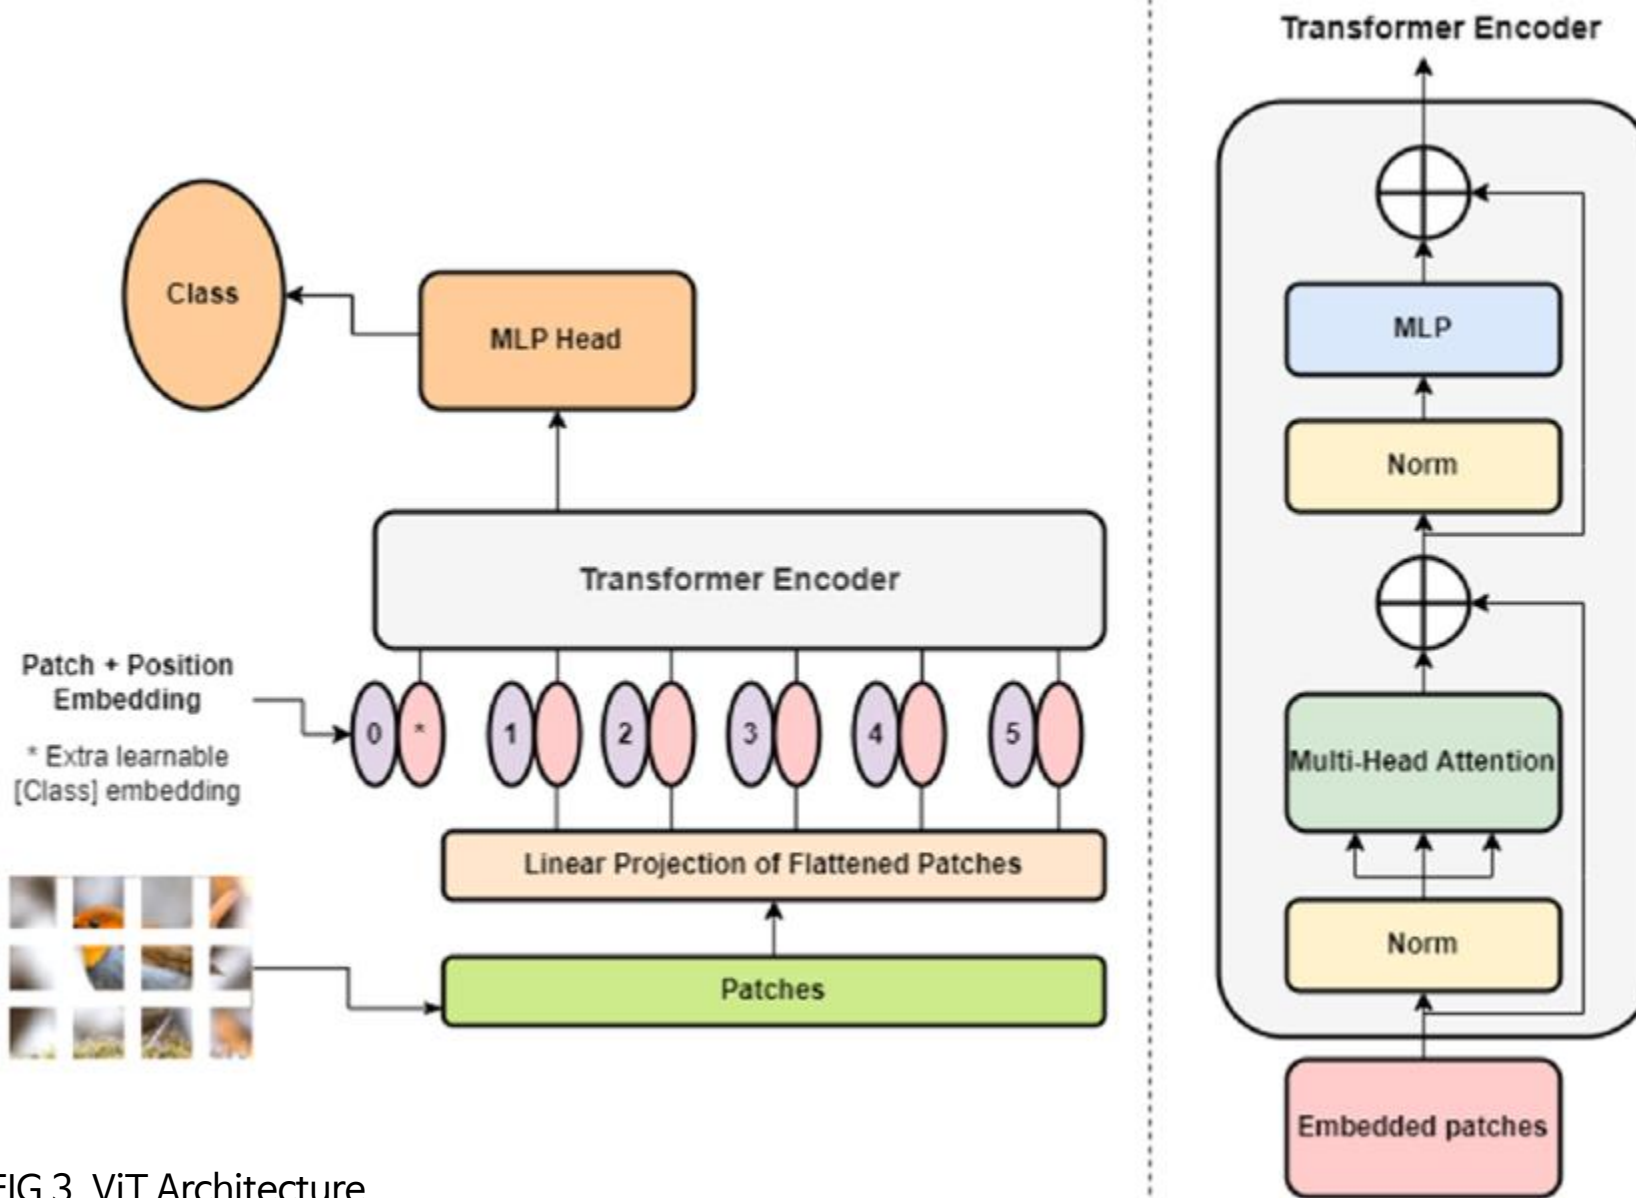 Transformer Encoder
Class
MLP Head
MLP
Norm
Transformer Encoder
Patch + Position
Embedding
* Extra learnable
[Class] embedding
0
*
1
2
3
4
5
Multi-Head Attention
Linear Projection of Flattened Patches
Norm
Patches
Embedded patches
FIG 3. ViT Architecture